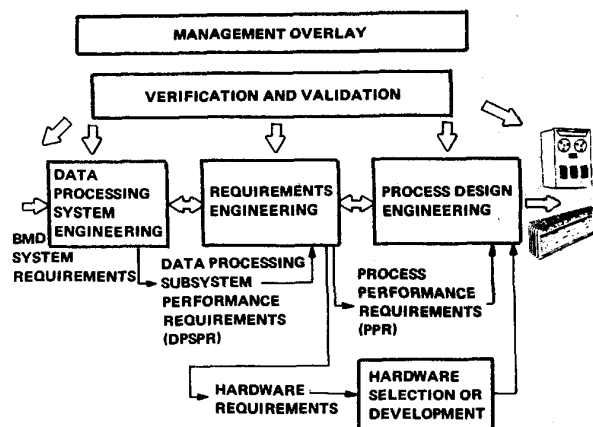 MANAGEMENT OVERLAY
VERIFICATION AND VALIDATION
DATA
PROCESSING
SYSTEM
ENGINEERING
REQUIREMENTS
ENGINEERING
PROCESS DESIGN
ENGINEERING
BMD
SYSTEM
REQUIREMENTS
DATA PROCESSING
SUBSYSTEM
PERFORMANCE
REQUIREMENTS
(DPSPR)
PROCESS
PERFORMANCE
REQUIREMENTS
(PPR)
HARDWARE
REQUIREMENTS
HARDWARE
SELECTION OR
DEVELOPMENT